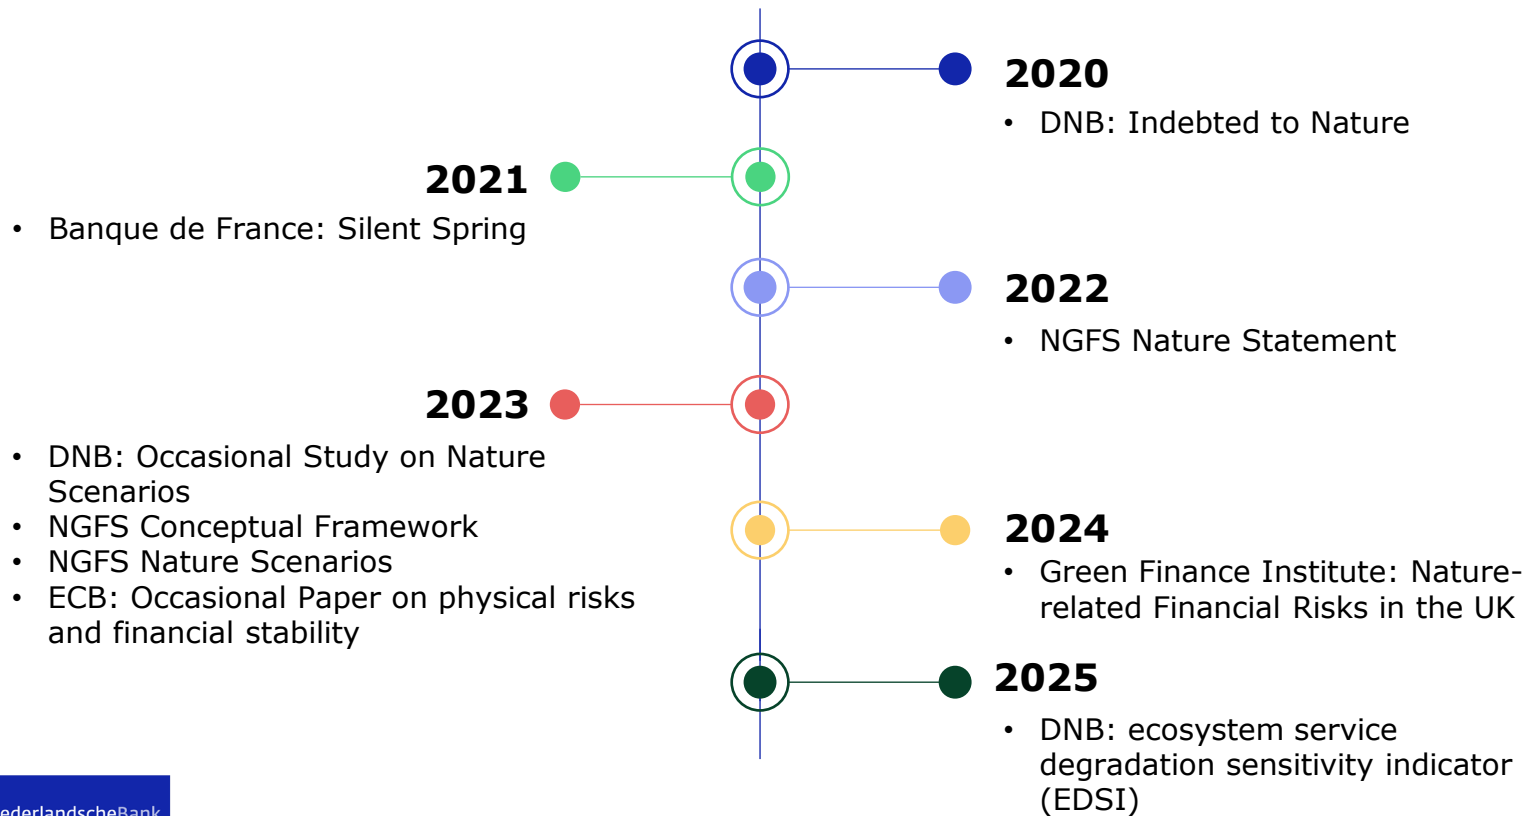 2020
• DNB: Indebted to Nature
2021
• Banque de France: Silent Spring
2022
• NGFS Nature Statement
2023
• DNB: Occasional Study on Nature
Scenarios
• NGFS Conceptual Framework
• NGFS Nature Scenarios
• ECB: Occasional Paper on physical risks
and financial stability
2024
• Green Finance Institute: Nature-
related Financial Risks in the UK
2025
• DNB: ecosystem service
degradation sensitivity indicator
(EDSI)
ederlandscheBank